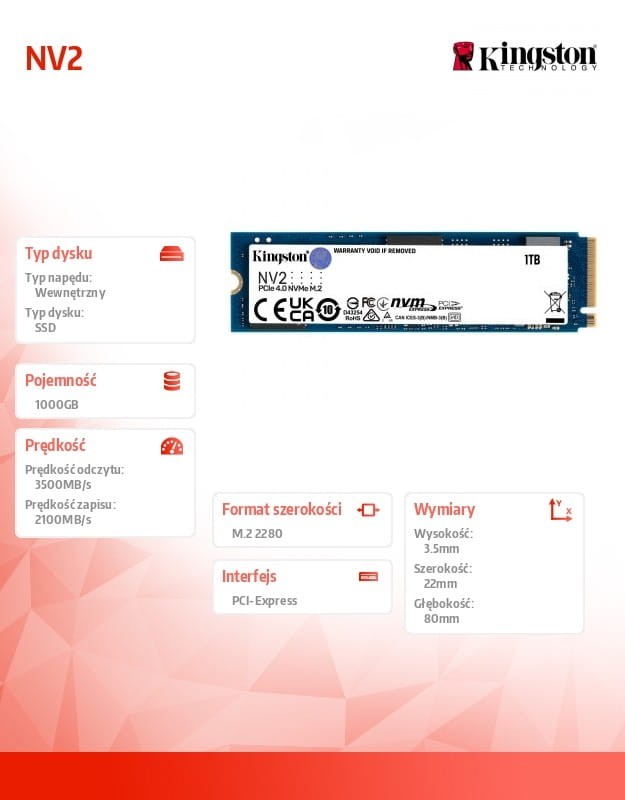 NV2
Kingston
TECHNOLOGY
Typ dysku
Typ napędu:
Wewnętrzny
Typ dysku:
SSD
Pojemność
1000GB
Prędkość
Prędkość odczytu:
3500MB/s
Prędkość zapisu:
2100MB/s
Kingston
WARRANTY VOID IF REMOVED
1TB
NV2
PCIe 4.0 NVMe M.2
CE UK CA 10 FC nvm EXPRESS PCI EXPRESS
D43254
RoHS
CAN ICES-3(B)/NMB-3(B)
Format szerokości
M.2 2280
Interfejs
PCI-Express
Wymiary
Y
X
Wysokość:
3.5mm
Szerokość:
22mm
Głębokość:
80mm